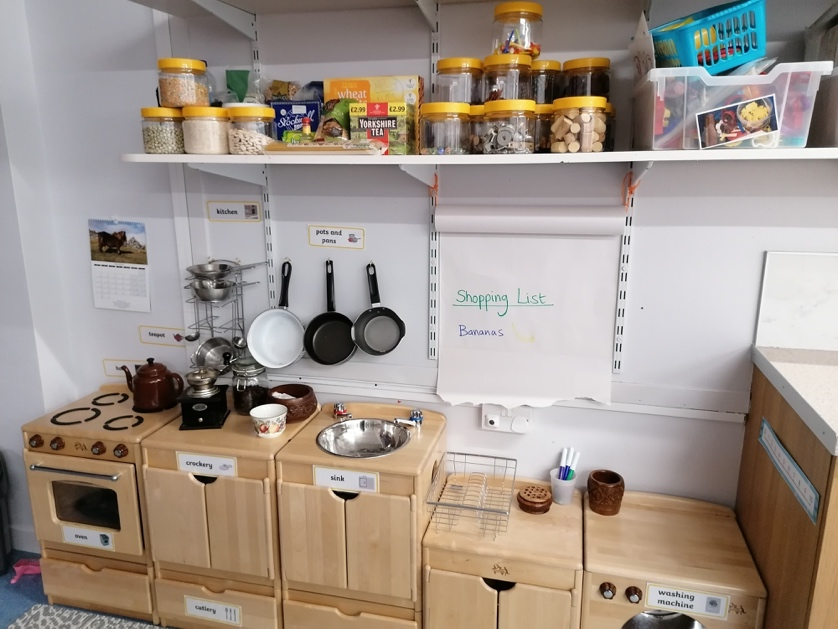 wheat
£2.99
£2.99
YORKSHIRE
TEA
kitchen
pots and
pans
Shopping List
Bananas
teapot
crockery
sink
oven
cutlery
washing
machine